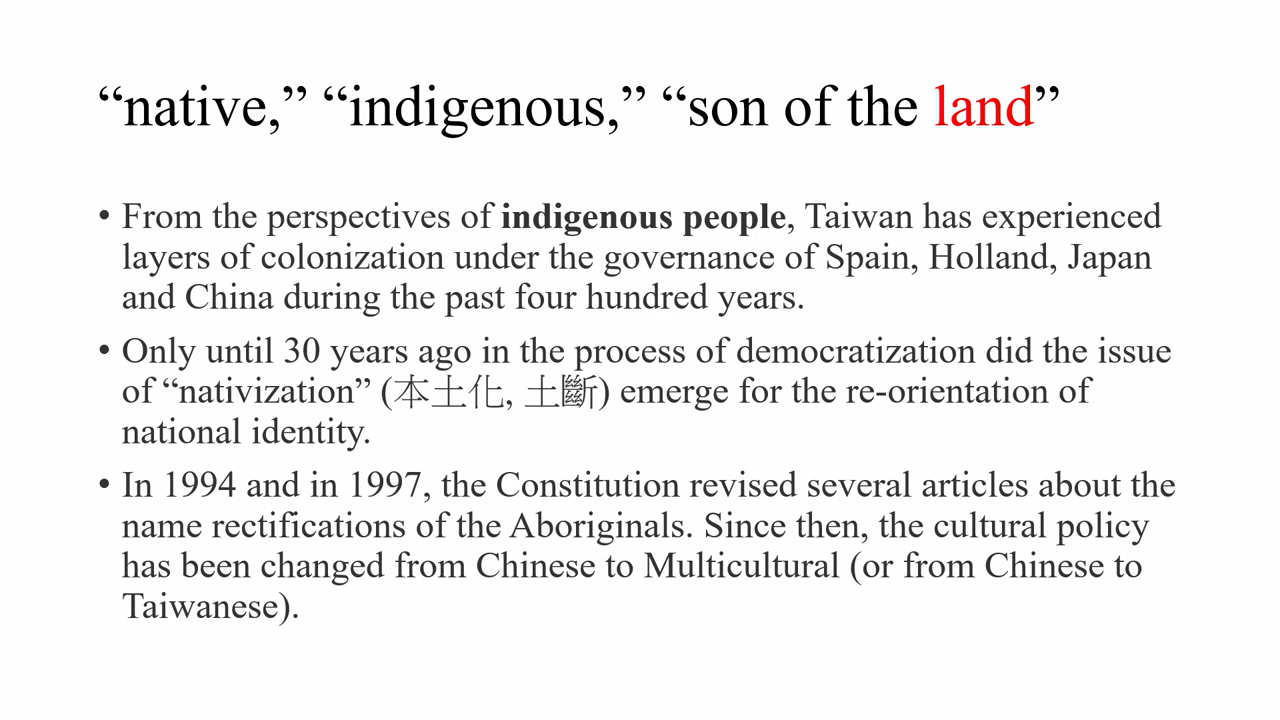 “native,” “indigenous,” “son of the land”
• From the perspectives of indigenous people, Taiwan has experienced
layers of colonization under the governance of Spain, Holland, Japan
and China during the past four hundred years.
• Only until 30 years ago in the process of democratization did the issue
of “nativization” (本土化, 土斷) emerge for the re-orientation of
national identity.
• In 1994 and in 1997, the Constitution revised several articles about the
name rectifications of the Aboriginals. Since then, the cultural policy
has been changed from Chinese to Multicultural (or from Chinese to
Taiwanese).